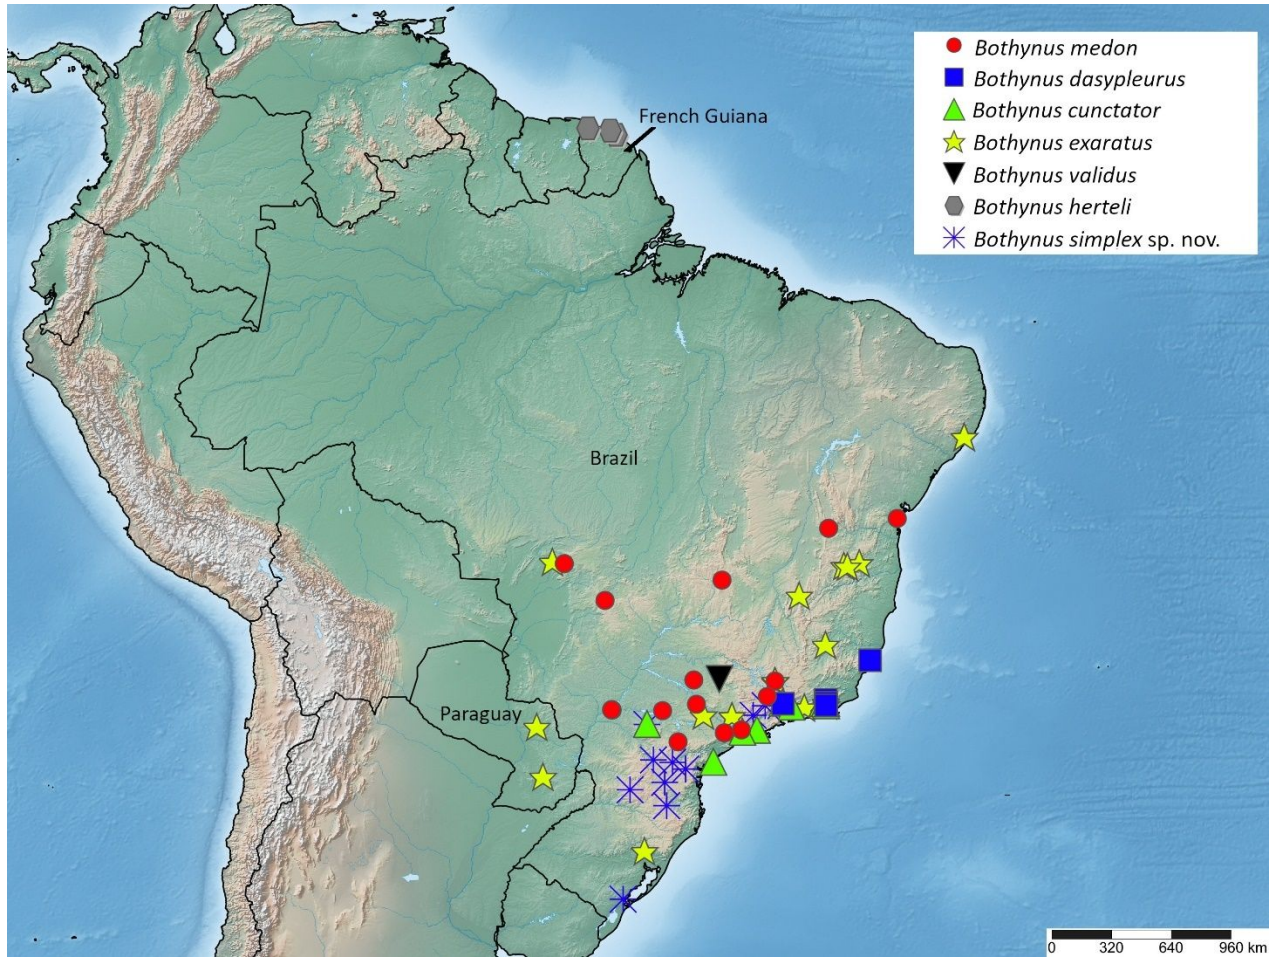 Bothynus medon
Bothynus dasypleurus
Bothynus cunctator
Bothynus exaratus
Bothynus validus
Bothynus herteli
Bothynus simplex sp. nov.
French Guiana
Brazil
Paraguay
0 320 640 960 km